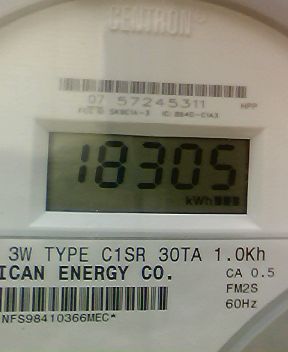 CENTRON®
07 57245311 HPP
18305
kWh
3W TYPE C1SR 30TA 1.0Kh
ICAN ENERGY CO. CA 0.5
FM2S
NFS98410366MEC* 60Hz